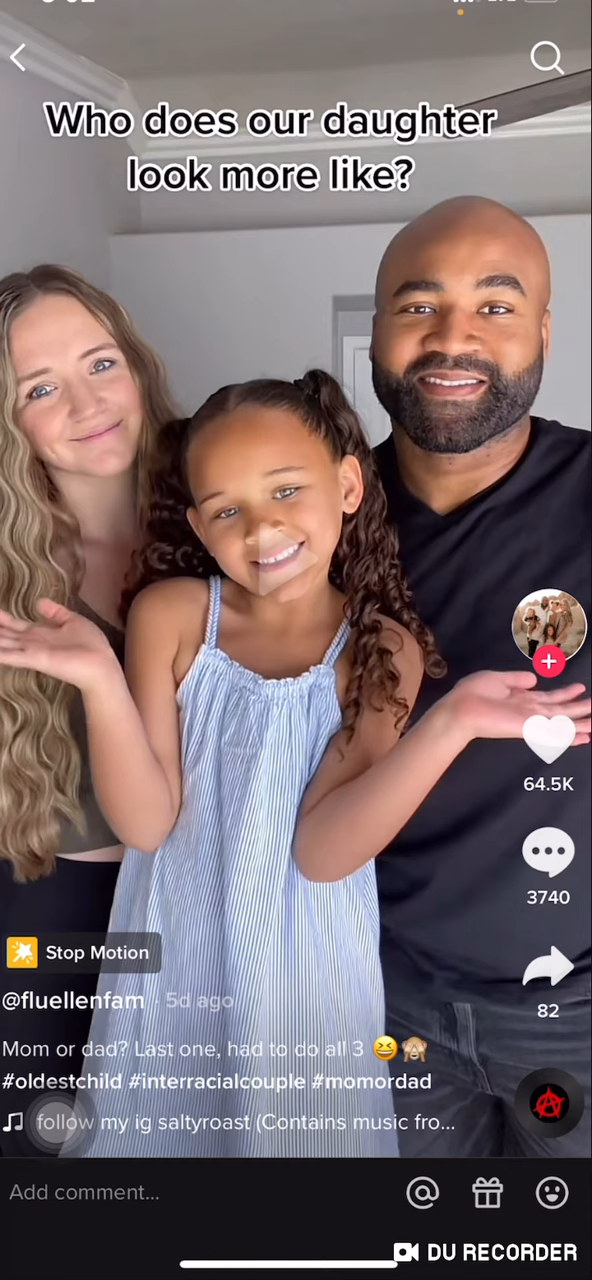 Who does our daughter
look more like?
64.5K
3740
82
Stop Motion
@fluellenfam · 5d ago
Mom or dad? Last one, had to do all 3 😆🙈
#oldestchild #interracialcouple #momordad
follow my ig saltyroast (Contains music fro...
Add comment...
DU RECORDER